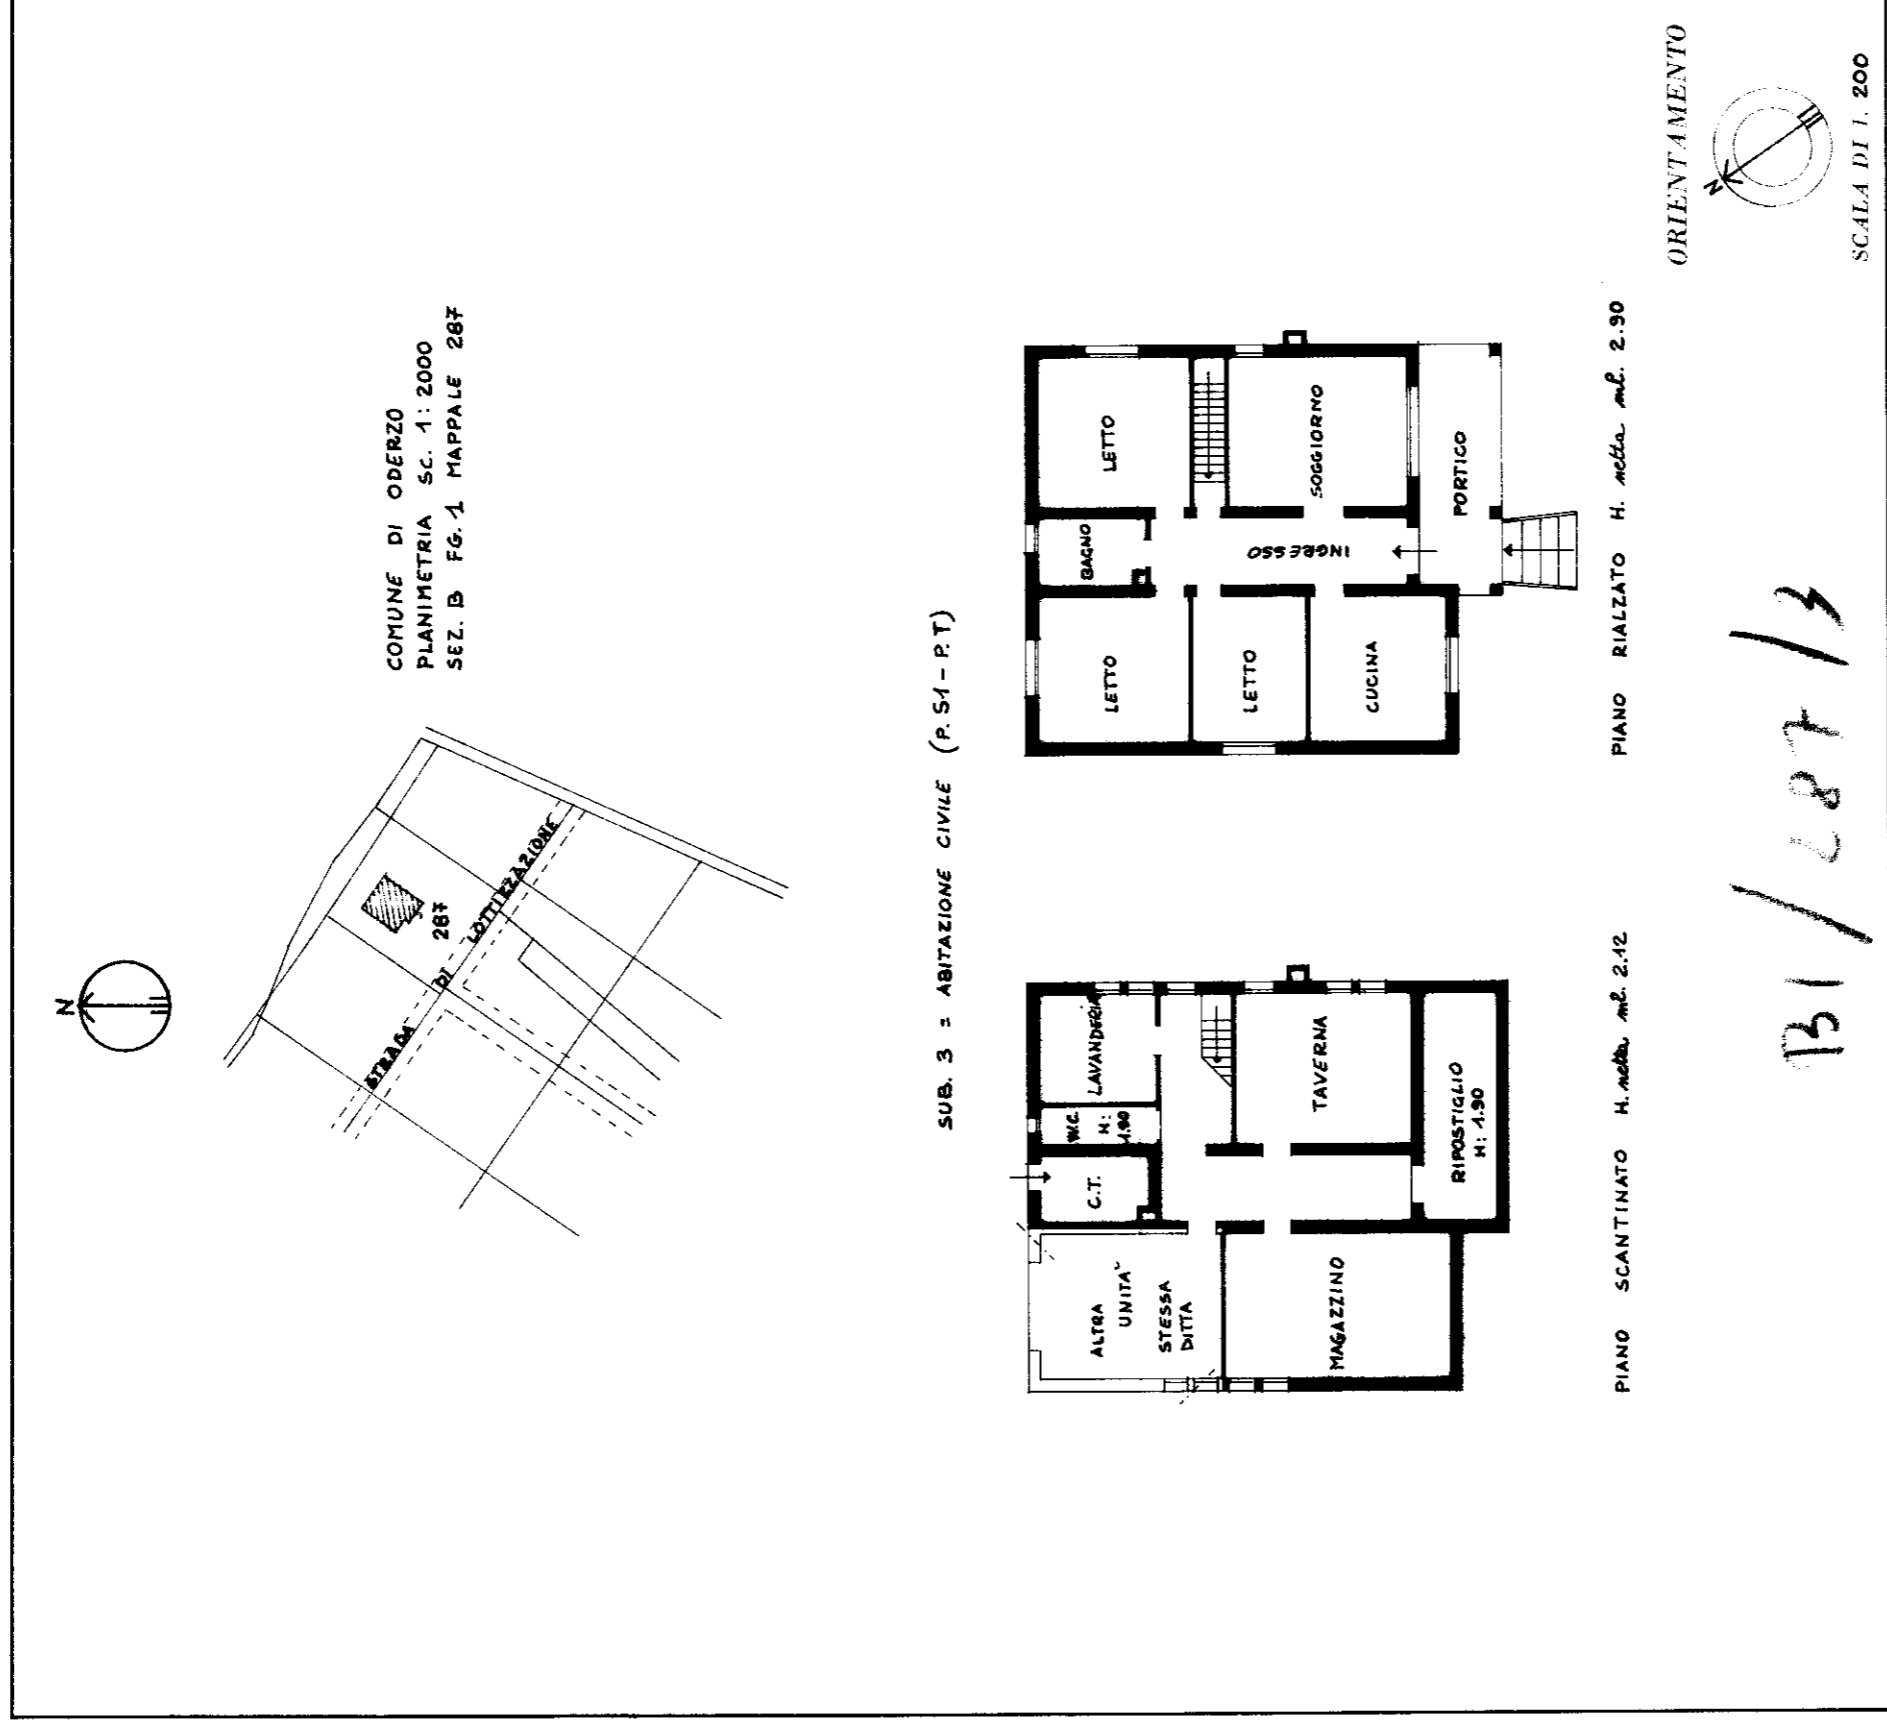 N
COMUNE DI ODERZO
PLANIMETRIA SC. 1:2000
SEZ. B FG. 1 MAPPALE 287
287
STRADA DI LOTTIZZAZIONE
SUB. 3 = ABITAZIONE CIVILE (P. S1 - P.T)
ALTRA
UNITA'
STESSA
DITTA
C.T.
W.C.
H:
1.90
LAVANDERIA
MAGAZZINO
TAVERNA
RIPOSTIGLIO
H: 1.90
PIANO SCANTINATO H. netta ml. 2.12
LETTO
BAGNO
LETTO
LETTO
INGRESSO
SOGGIORNO
CUCINA
PORTICO
PIANO RIALZATO H. netta ml. 2.90
ORIENTAMENTO
N
SCALA DI 1. 200
B1/287/3